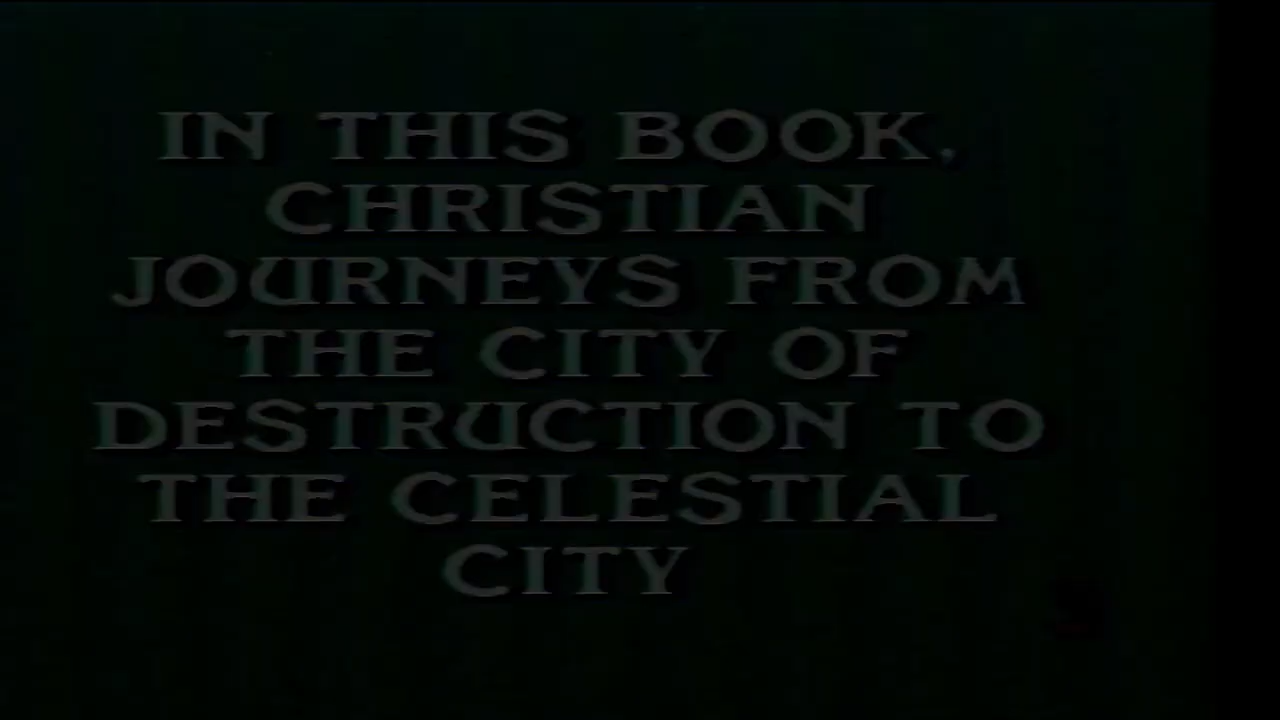 IN THIS BOOK,
CHRISTIAN
JOURNEYS FROM
THE CITY OF
DESTRUCTION TO
THE CELESTIAL
CITY